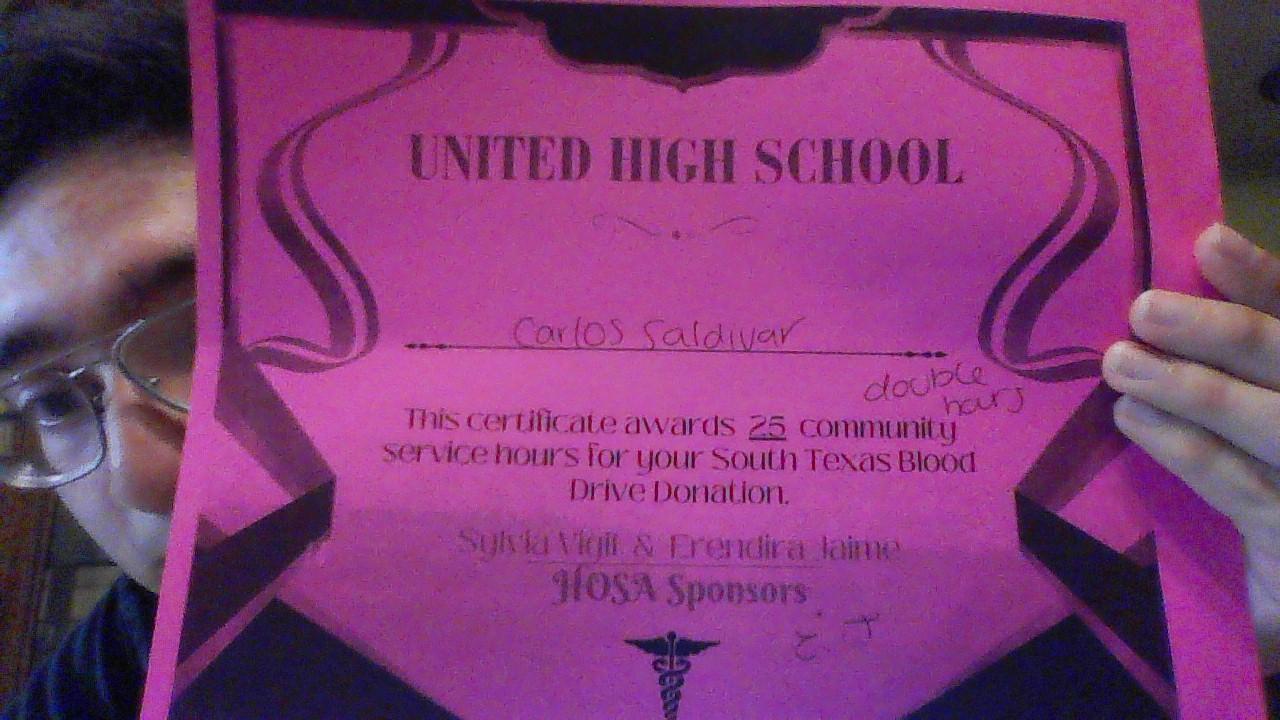 UNITED HIGH SCHOOL
Carlos Saldivar
double
hours
This certificate awards 25 community
service hours for your South Texas Blood
Drive Donation.
Sylvia Vigil & Erendira Jaime
HOSA Sponsors